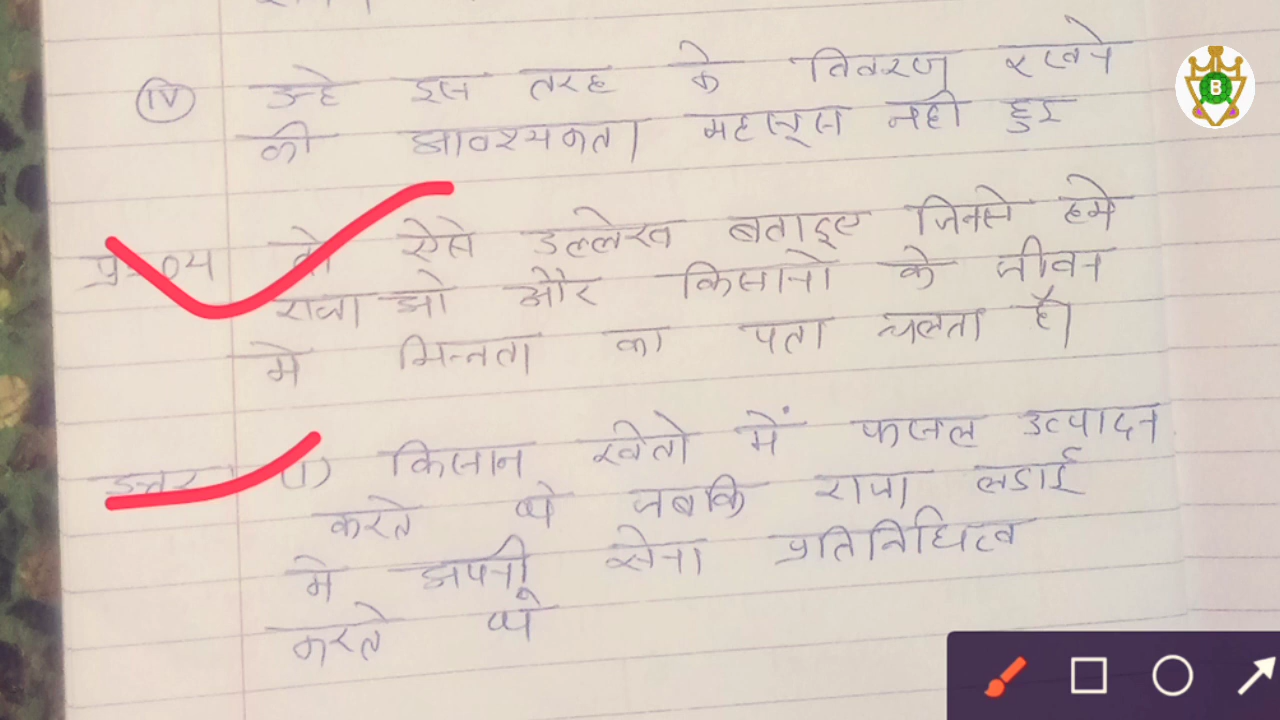 (IV) उन्हे इस तरह के विवरण रखने
की आवश्यकता महसूस नही हुइ
प्र-04 दो ऐसे उल्लेख बताइए जिनसे हमे
राजा ओ और किसानो के जीवन
मे भिन्नता का पता चलता है।
उत्तर (1) किसान खेतो में फसल उत्पादन
करते थे जबकि राजा लडाई
मे अपनी सेना प्रतिनिधित्व
करते थे
B